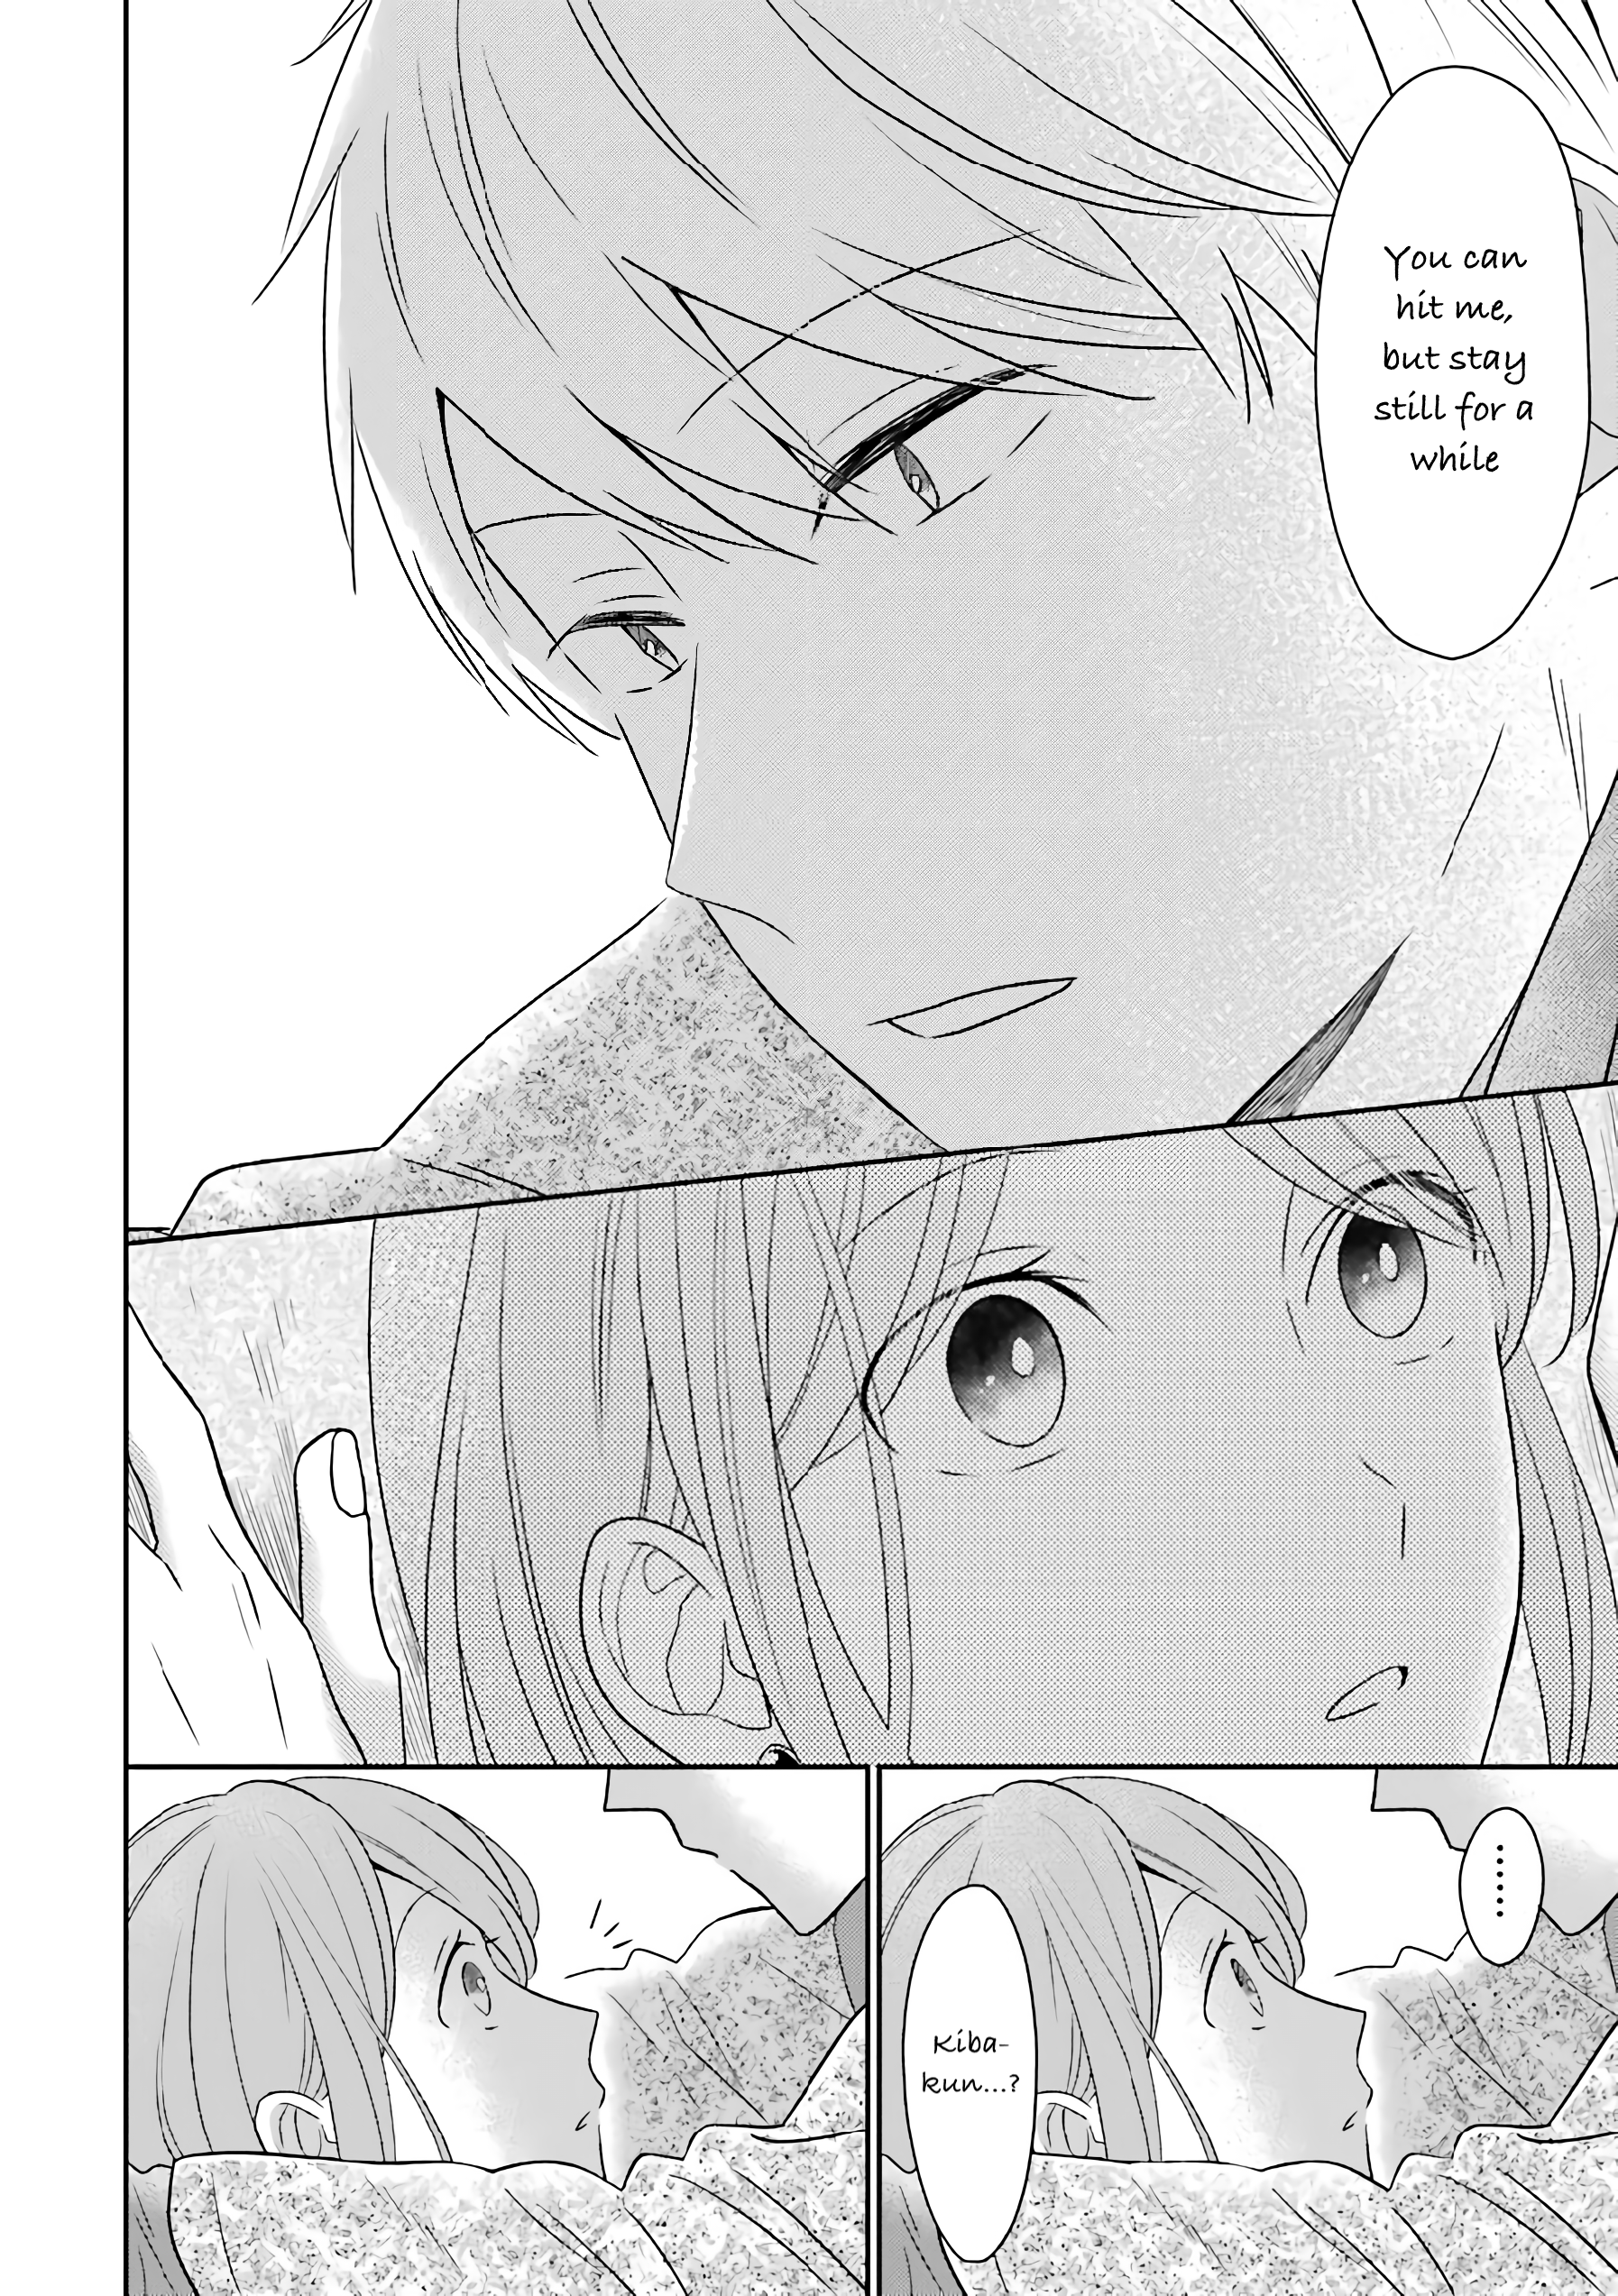 You can
hit me,
but stay
still for a
while
......
Kiba-
kun...?